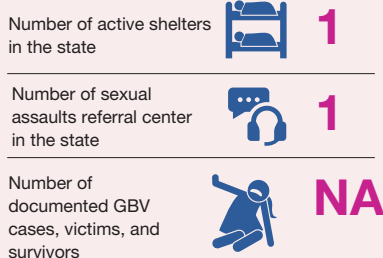 Number of active shelters
in the state
1
Number of sexual
assaults referral center
in the state
1
Number of
documented GBV
cases, victims, and
survivors
NA